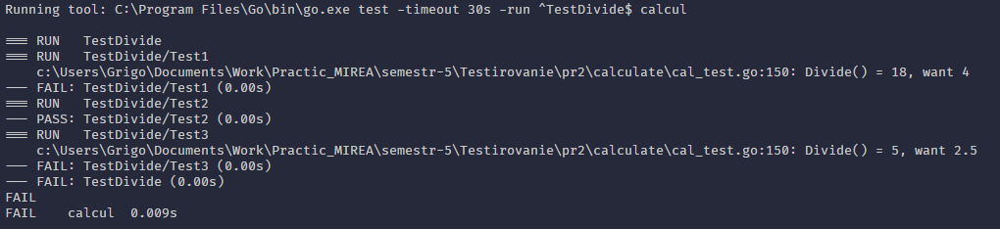 Running tool: C:\Program Files\Go\bin\go.exe test -timeout 30s -run ^TestDivide$ calcul
=== RUN   TestDivide
=== RUN   TestDivide/Test1
    c:\Users\Grigo\Documents\Work\Practic_MIREA\semestr-5\Testirovanie\pr2\calculate\cal_test.go:150: Divide() = 18, want 4
--- FAIL: TestDivide/Test1 (0.00s)
=== RUN   TestDivide/Test2
--- PASS: TestDivide/Test2 (0.00s)
=== RUN   TestDivide/Test3
    c:\Users\Grigo\Documents\Work\Practic_MIREA\semestr-5\Testirovanie\pr2\calculate\cal_test.go:150: Divide() = 5, want 2.5
--- FAIL: TestDivide/Test3 (0.00s)
--- FAIL: TestDivide (0.00s)
FAIL
FAIL    calcul  0.009s